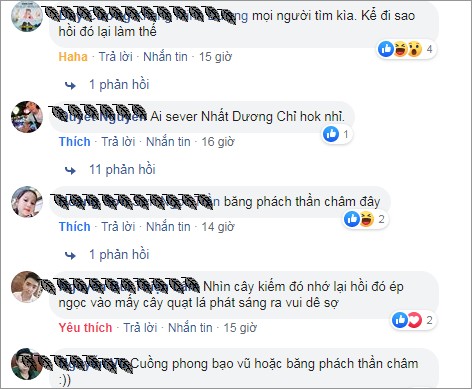 mọi người tìm kìa. Kể đi sao
hồi đó lại làm thế
Haha · Trả lời · Nhắn tin · 15 giờ
4
1 phản hồi
Ai sever Nhất Dương Chỉ hok nhỉ.
1
Thích · Trả lời · Nhắn tin · 16 giờ
11 phản hồi
băng phách thần châm đây
2
Thích · Trả lời · Nhắn tin · 14 giờ
1 phản hồi
Nhìn cây kiếm đó nhớ lại hồi đó ép
ngọc vào mấy cây quạt lá phát sáng ra vui dê sợ
2
Yêu thích · Trả lời · Nhắn tin · 15 giờ
Cuồng phong bạo vũ hoặc băng phách thần châm
:))